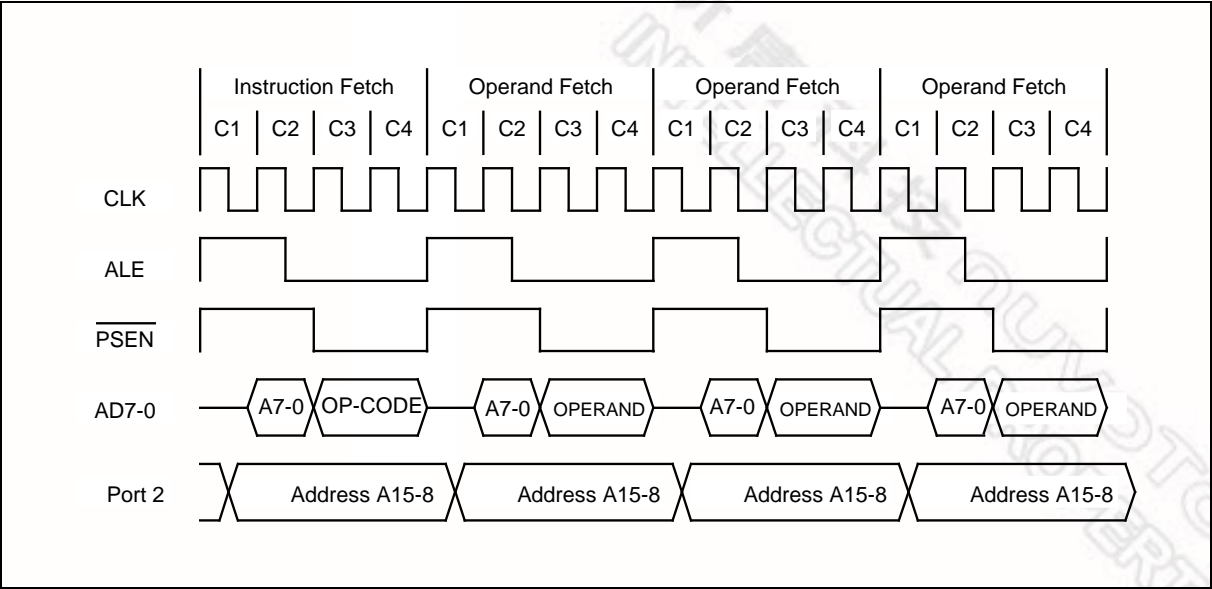 Instruction Fetch Operand Fetch Operand Fetch Operand Fetch
C1 C2 C3 C4 C1 C2 C3 C4 C1 C2 C3 C4 C1 C2 C3 C4
CLK
ALE
PSEN
AD7-0 A7-0 OP-CODE A7-0 OPERAND A7-0 OPERAND A7-0 OPERAND
Port 2 Address A15-8 Address A15-8 Address A15-8 Address A15-8